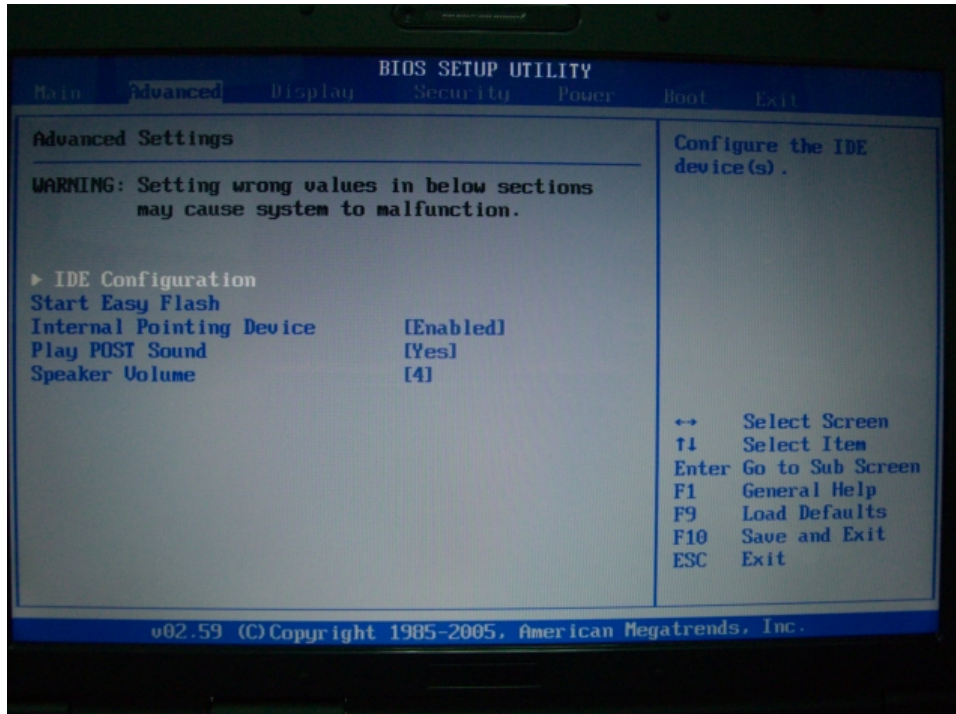 BIOS SETUP UTILITY
Main Advanced Display Security Power Boot Exit
Advanced Settings
WARNING: Setting wrong values in below sections
may cause system to malfunction.
▶ IDE Configuration
Start Easy Flash
Internal Pointing Device [Enabled]
Play POST Sound [Yes]
Speaker Volume [4]
Configure the IDE
device(s).
←→ Select Screen
↑↓ Select Item
Enter Go to Sub Screen
F1 General Help
F9 Load Defaults
F10 Save and Exit
ESC Exit
v02.59 (C)Copyright 1985-2005, American Megatrends, Inc.